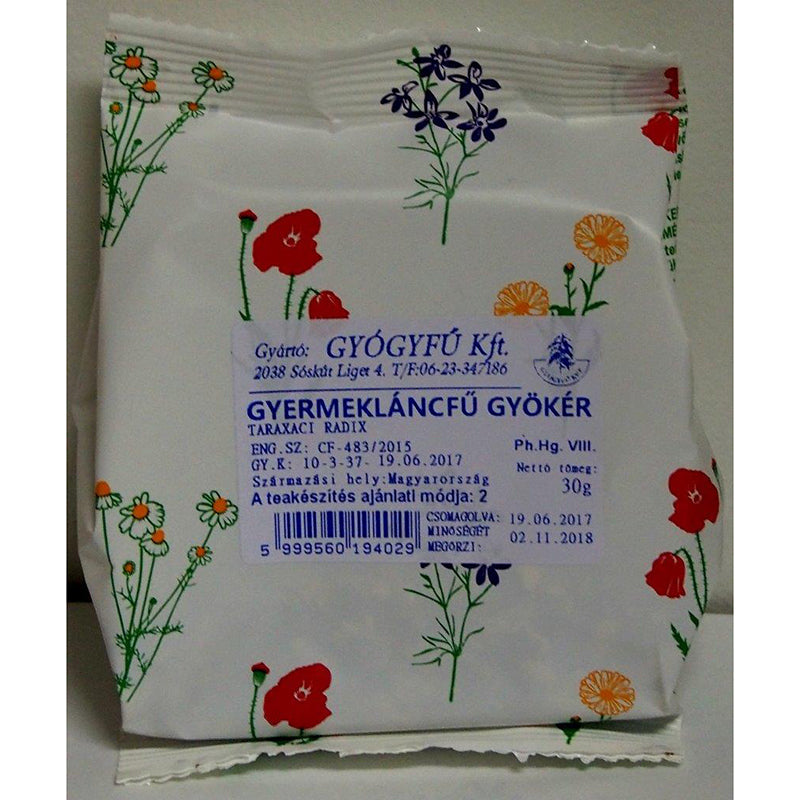 Gyártó: GYÓGYFŰ Kft.
2038 Sóskút Liget 4. T/F:06-23-347186
GYERMEKLÁNCFŰ GYÖKÉR
TARAXACI RADIX
ENG.SZ: CF-483/2015
Ph.Hg. VIII.
GY.K: 10-3-37- 19.06.2017
Nettó tömeg:
Származási hely:Magyarország
30g
A teakészítés ajánlati módja: 2
CSOMAGOLVA: 19.06.2017
MINŐSÉGÉT
MEGŐRZI: 02.11.2018
5 999560 194029